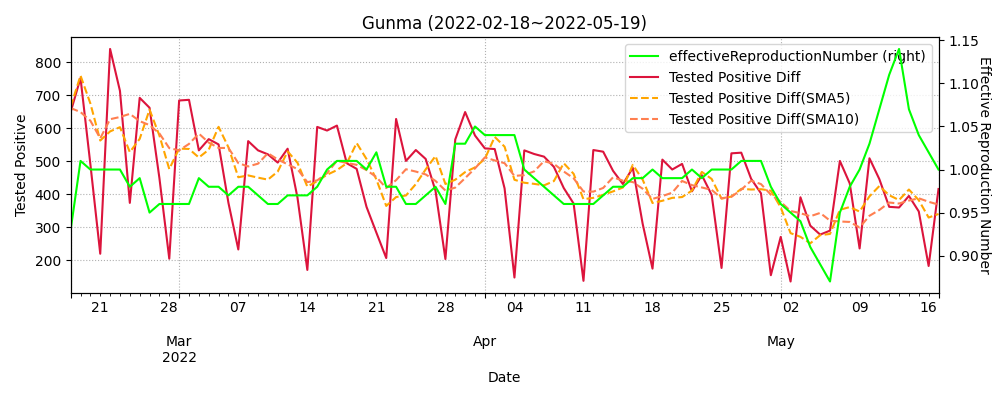 Gunma (2022-02-18~2022-05-19)
effectiveReproductionNumber (right)
Tested Positive Diff
Tested Positive Diff(SMA5)
Tested Positive Diff(SMA10)
Tested Positive
800
700
600
500
400
300
200
1.15
1.10
1.05
1.00
0.95
0.90
Effective Reproduction Number
21 28 07 14 21 28 04 11 18 25 02 09 16
Mar Apr May
2022
Date